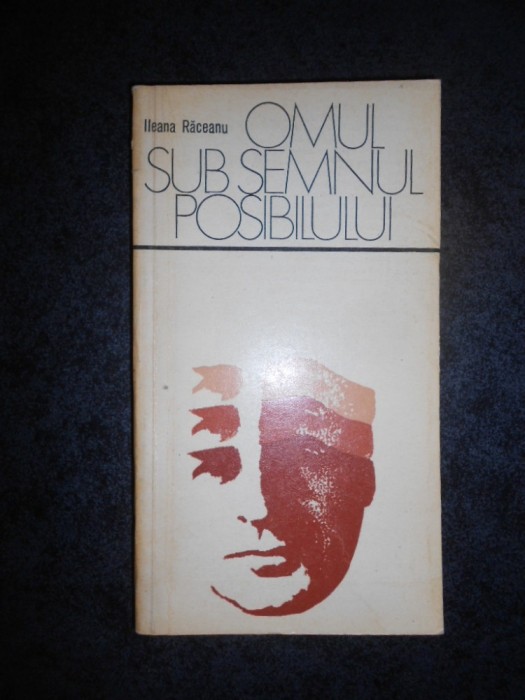 Ileana Răceanu
OMUL
SUB SEMNUL
POSIBILULUI